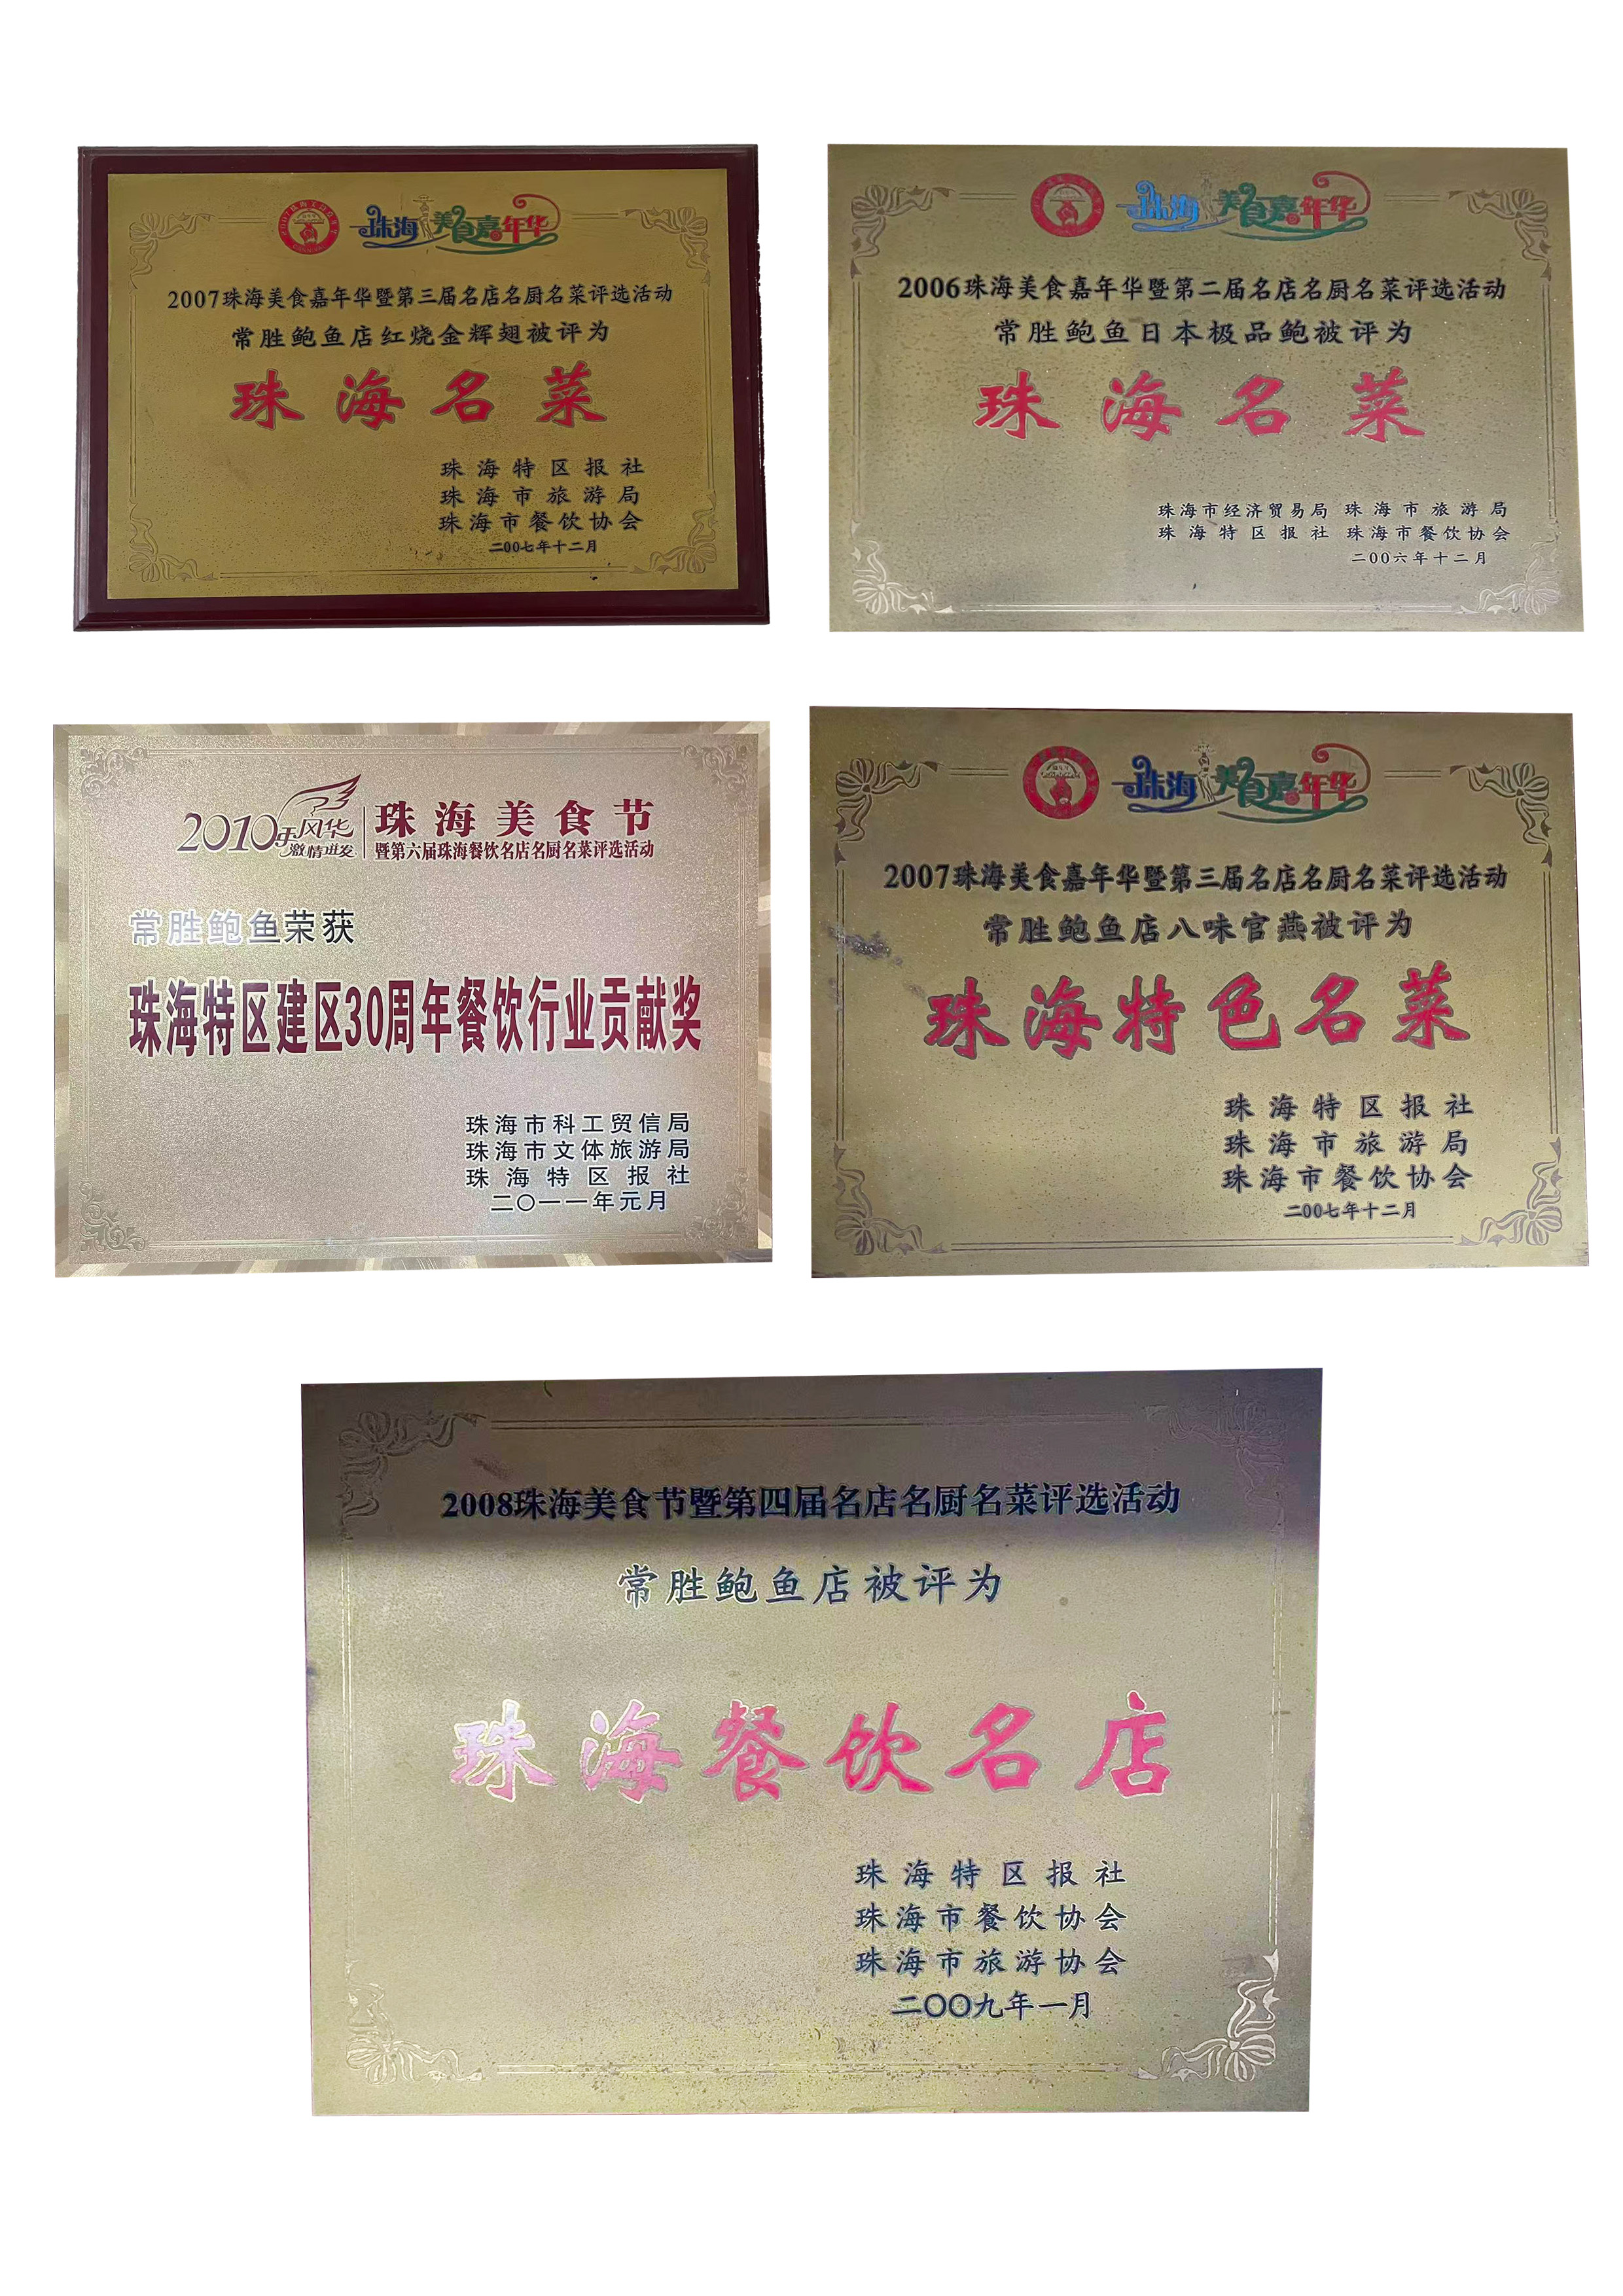 珠海美食嘉年华
2007珠海美食嘉年华暨第三届名店名厨名菜评选活动
常胜鲍鱼店红烧金辉翅被评为
珠海名菜
珠海特区报社
珠海市旅游局
珠海市餐饮协会
二00七年十二月
珠海美食嘉年华
2006珠海美食嘉年华暨第二届名店名厨名菜评选活动
常胜鲍鱼日本极品鲍被评为
珠海名菜
珠海市经济贸易局 珠海市旅游局
珠海特区报社 珠海市餐饮协会
二00六年十二月
2010年风华 激情迸发
珠海美食节
暨第六届珠海餐饮名店名厨名菜评选活动
常胜鲍鱼荣获
珠海特区建区30周年餐饮行业贡献奖
珠海市科工贸信局
珠海市文体旅游局
珠海特区报社
二〇一一年元月
珠海美食嘉年华
2007珠海美食嘉年华暨第三届名店名厨名菜评选活动
常胜鲍鱼店八味官燕被评为
珠海特色名菜
珠海特区报社
珠海市旅游局
珠海市餐饮协会
二00七年十二月
2008珠海美食节暨第四届名店名厨名菜评选活动
常胜鲍鱼店被评为
珠海餐饮名店
珠海特区报社
珠海市餐饮协会
珠海市旅游协会
二〇〇九年一月